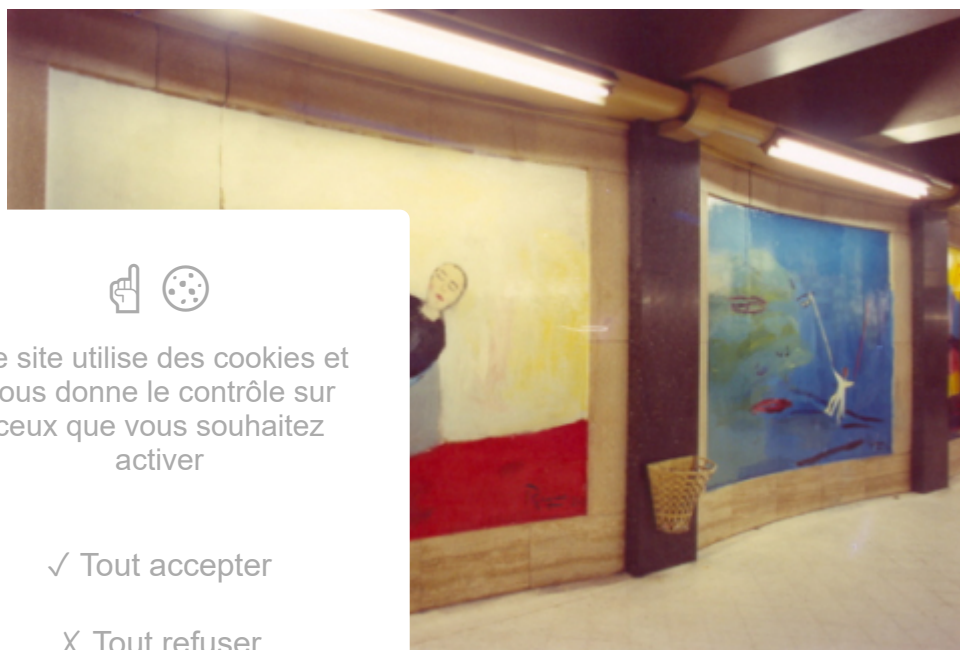 e site utilise des cookies et
ous donne le contrôle sur
ceux que vous souhaitez
activer
✓ Tout accepter
✗ Tout refuser